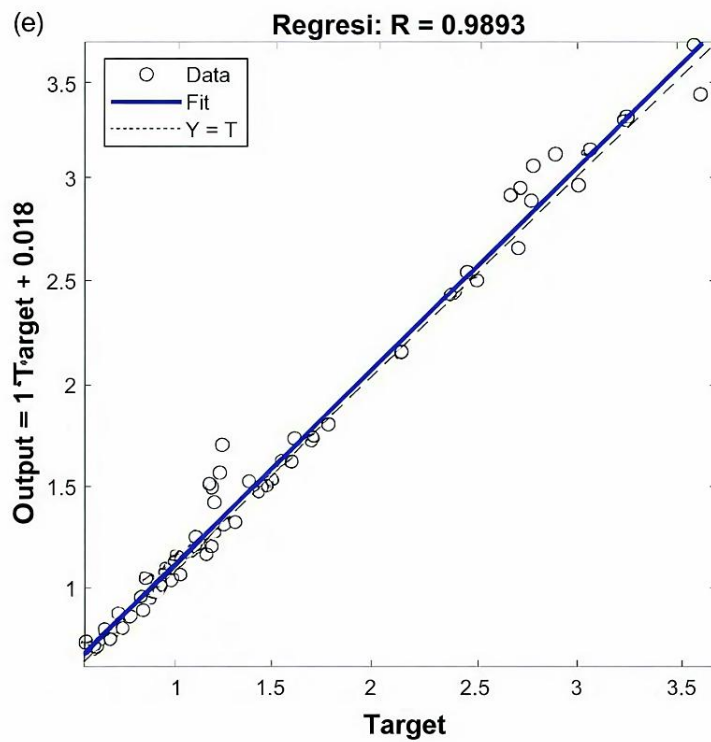 (e)
Regresi: R = 0.9893
Data
Fit
Y = T
3.5
3
2.5
2
1.5
1
Output = 1*Target + 0.018
1
1.5
2
2.5
3
3.5
Target